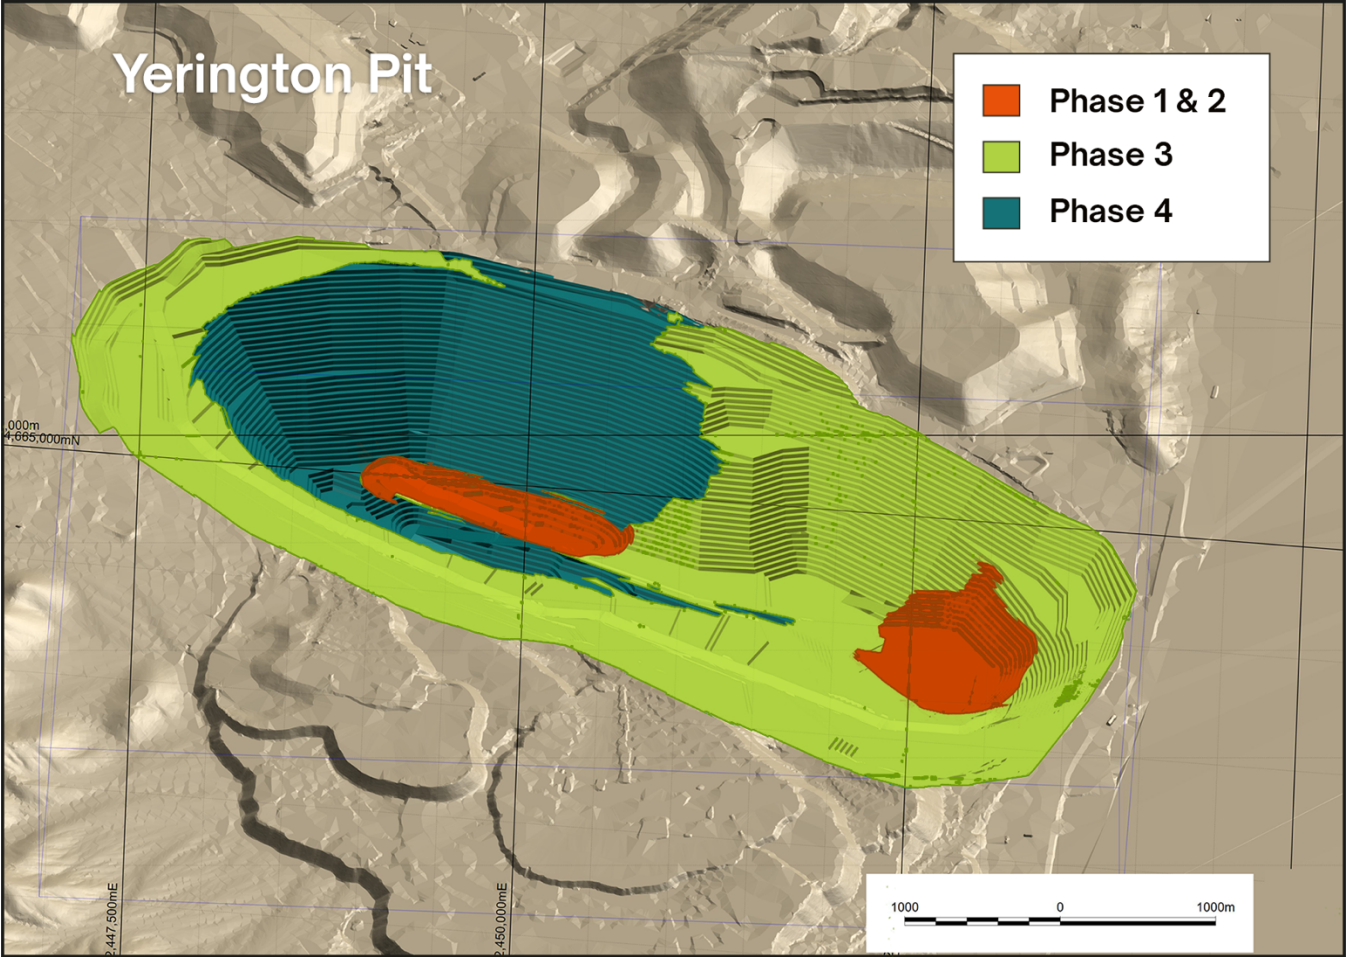 Yerington Pit
Phase 1 & 2
Phase 3
Phase 4
,000m
4,665,000mN
2,447,500mE
2,450,000mE
1000 0 1000m